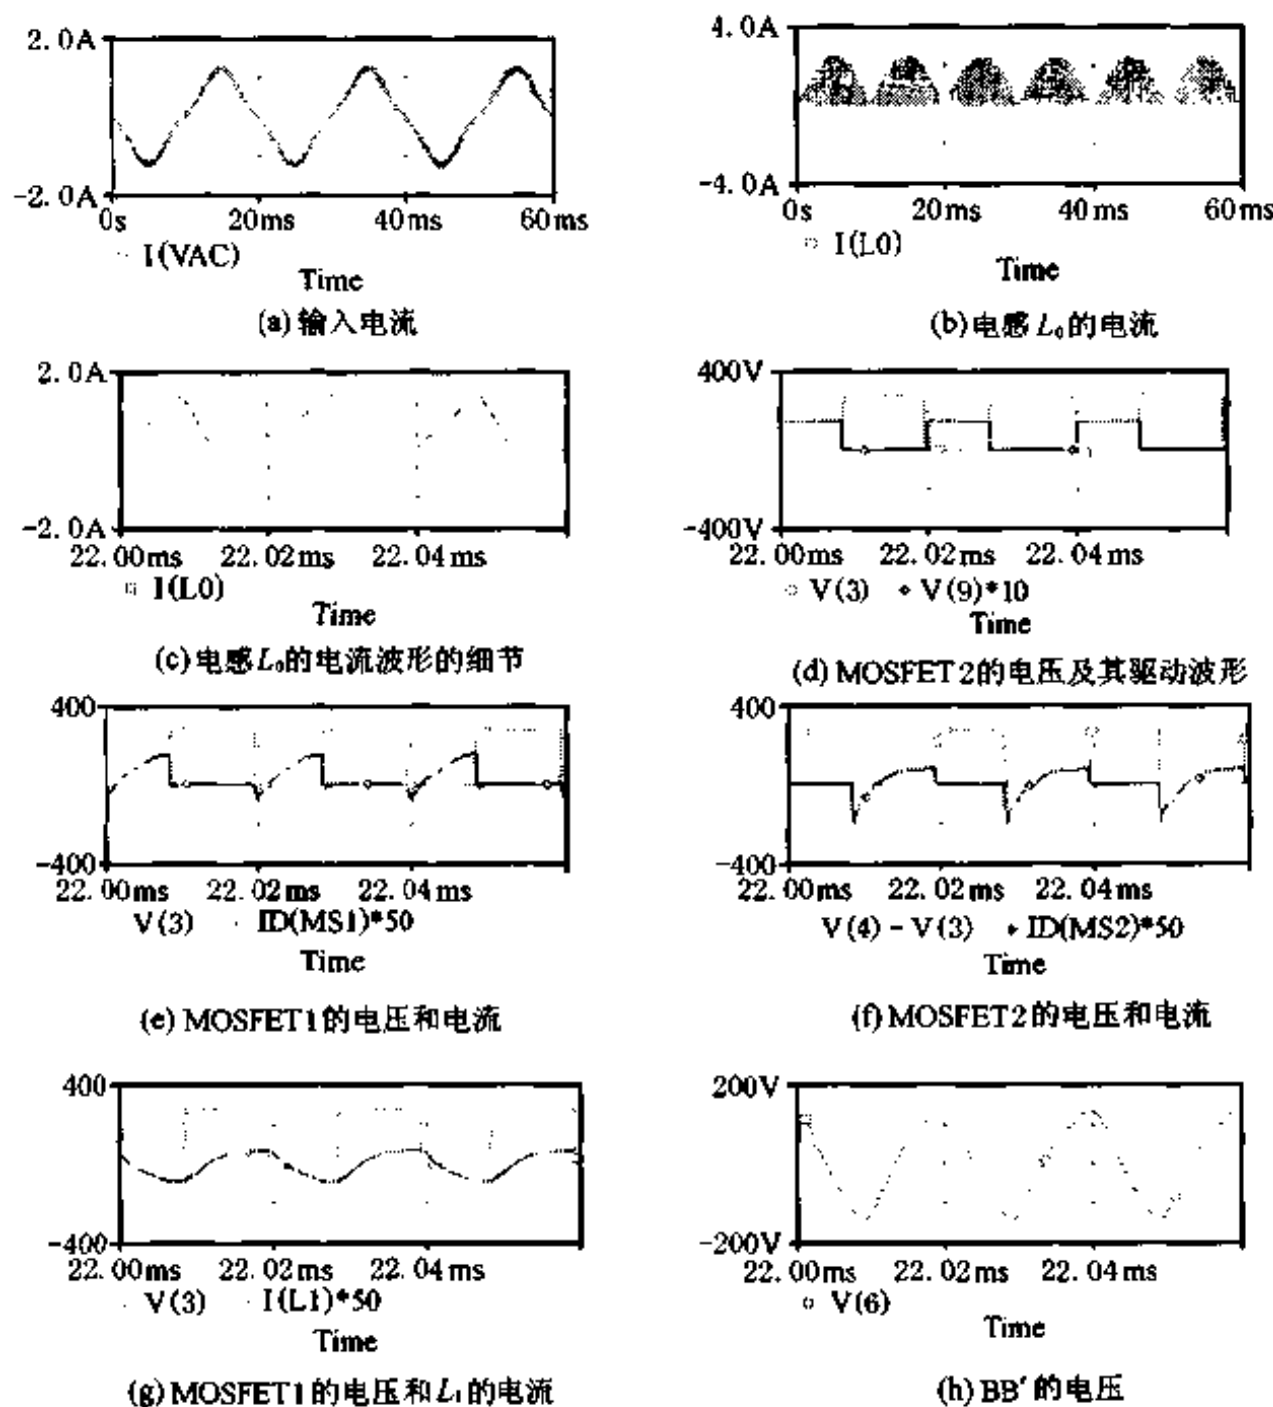 2.0A
-2.0A
0s 20ms 40ms 60ms
I(VAC)
Time
(a) 输入电流
4.0A
-4.0A
0s 20ms 40ms 60ms
I(L0)
Time
(b) 电感 L₀ 的电流
2.0A
-2.0A
22.00ms 22.02ms 22.04ms
I(L0)
Time
(c) 电感 L₀ 的电流波形的细节
400V
-400V
22.00ms 22.02ms 22.04ms
V(3) V(9)*10
Time
(d) MOSFET2的电压及其驱动波形
400
-400
22.00ms 22.02ms 22.04ms
V(3) ID(MS1)*50
Time
(e) MOSFET1的电压和电流
400
-400
22.00ms 22.02ms 22.04ms
V(4) - V(3) ID(MS2)*50
Time
(f) MOSFET2的电压和电流
400
-400
22.00ms 22.02ms 22.04ms
V(3) I(L1)*50
Time
(g) MOSFET1的电压和 L₁ 的电流
200V
-200V
22.00ms 22.02ms 22.04ms
V(6)
Time
(h) BB′的电压